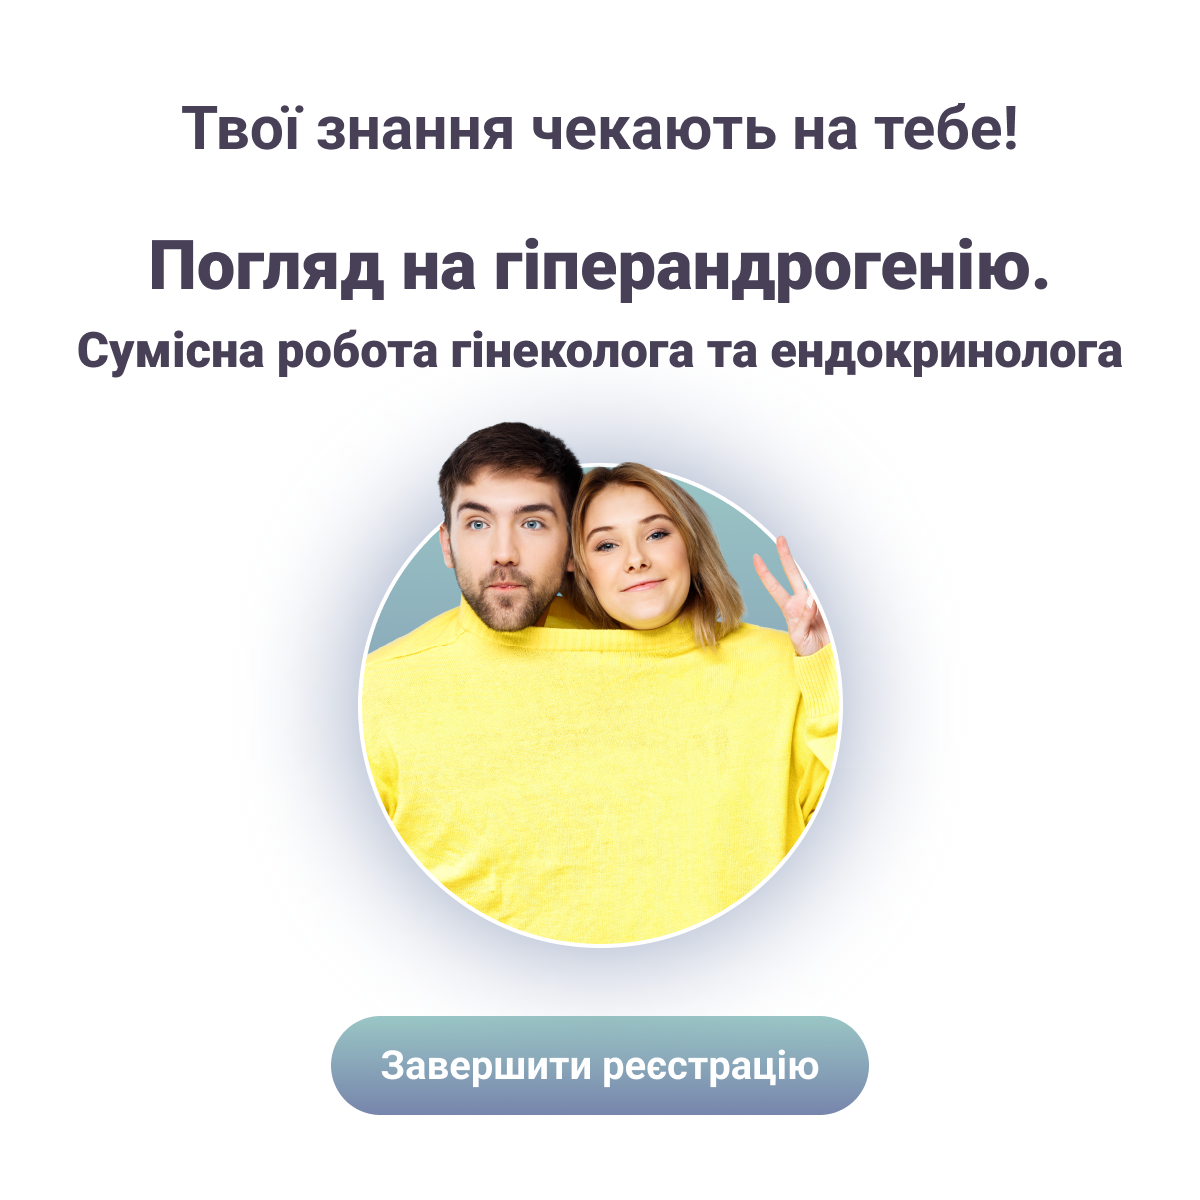 Твої знання чекають на тебе!
Погляд на гіперандрогенію.
Сумісна робота гінеколога та ендокринолога
Завершити реєстрацію